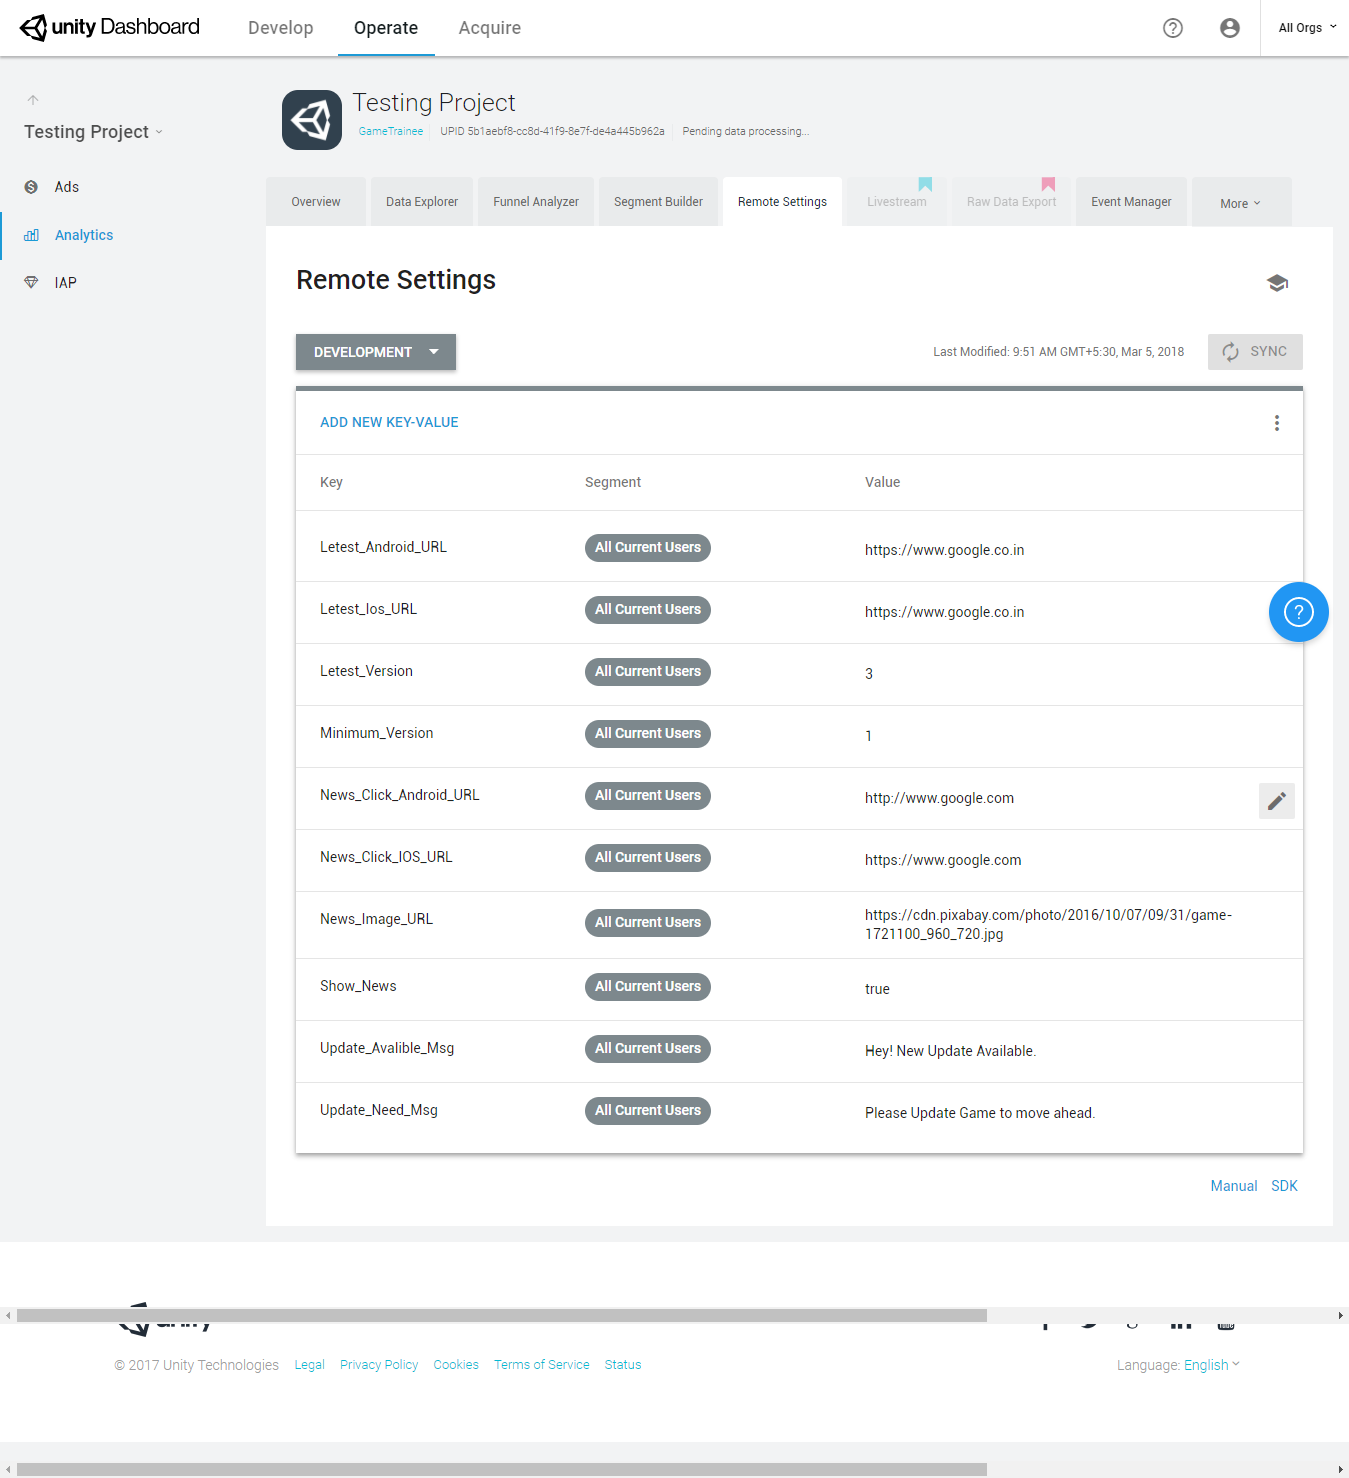 unity Dashboard Develop Operate Acquire All Orgs
Testing Project
GameTrainee UPID 5b1aebf8-cc8d-41f9-8e7f-de4a445b962a Pending data processing...
Testing Project
Ads
Analytics
IAP
Overview Data Explorer Funnel Analyzer Segment Builder Remote Settings Livestream Raw Data Export Event Manager More
Remote Settings
DEVELOPMENT Last Modified: 9:51 AM GMT+5:30, Mar 5, 2018 SYNC
ADD NEW KEY-VALUE
Key Segment Value
Letest_Android_URL All Current Users https://www.google.co.in
Letest_Ios_URL All Current Users https://www.google.co.in
Letest_Version All Current Users 3
Minimum_Version All Current Users 1
News_Click_Android_URL All Current Users http://www.google.com
News_Click_IOS_URL All Current Users https://www.google.com
News_Image_URL All Current Users https://cdn.pixabay.com/photo/2016/10/07/09/31/game-
1721100_960_720.jpg
Show_News All Current Users true
Update_Avalible_Msg All Current Users Hey! New Update Available.
Update_Need_Msg All Current Users Please Update Game to move ahead.
Manual SDK
© 2017 Unity Technologies Legal Privacy Policy Cookies Terms of Service Status Language: English